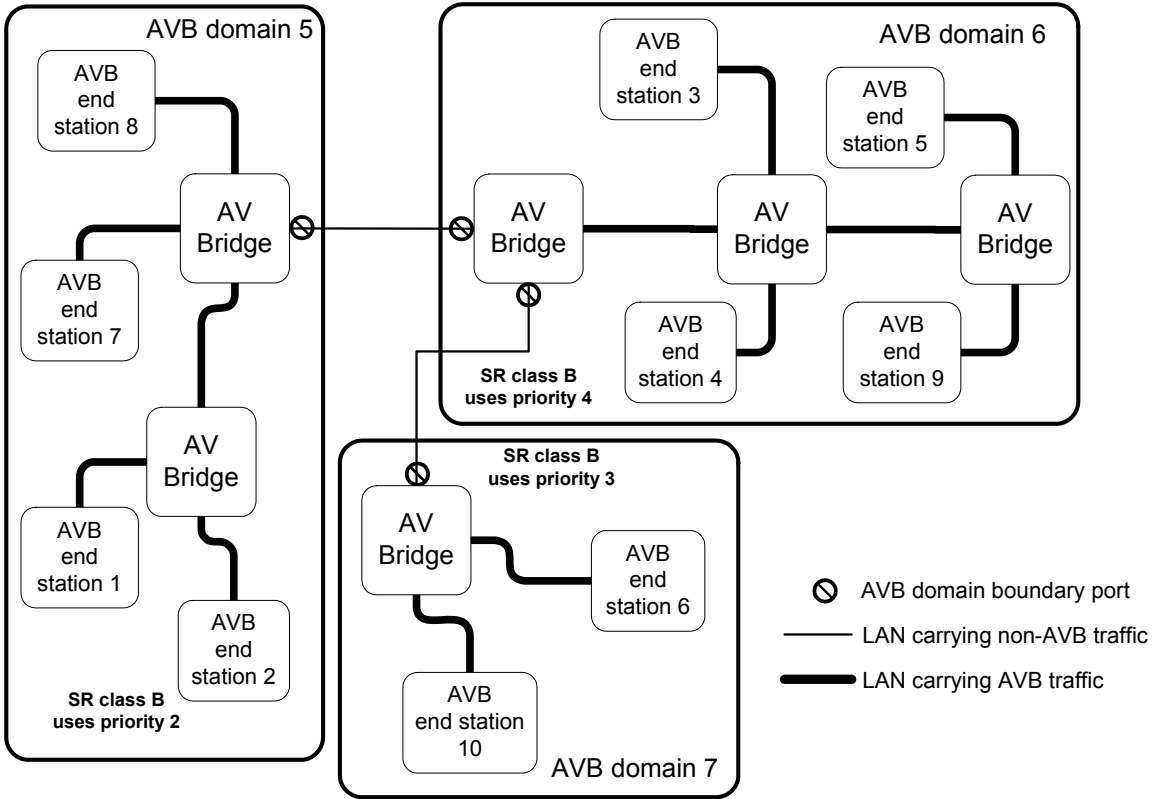 AVB domain 5
AVB
end
station 8
AV
Bridge
AVB
end
station 7
AV
Bridge
AVB
end
station 1
AVB
end
station 2
SR class B
uses priority 2
AVB domain 6
AVB
end
station 3
AVB
end
station 5
AV
Bridge
AV
Bridge
AV
Bridge
AVB
end
station 4
AVB
end
station 9
SR class B
uses priority 4
SR class B
uses priority 3
AV
Bridge
AVB
end
station 6
AVB
end station
10
AVB domain 7
AVB domain boundary port
LAN carrying non-AVB traffic
LAN carrying AVB traffic